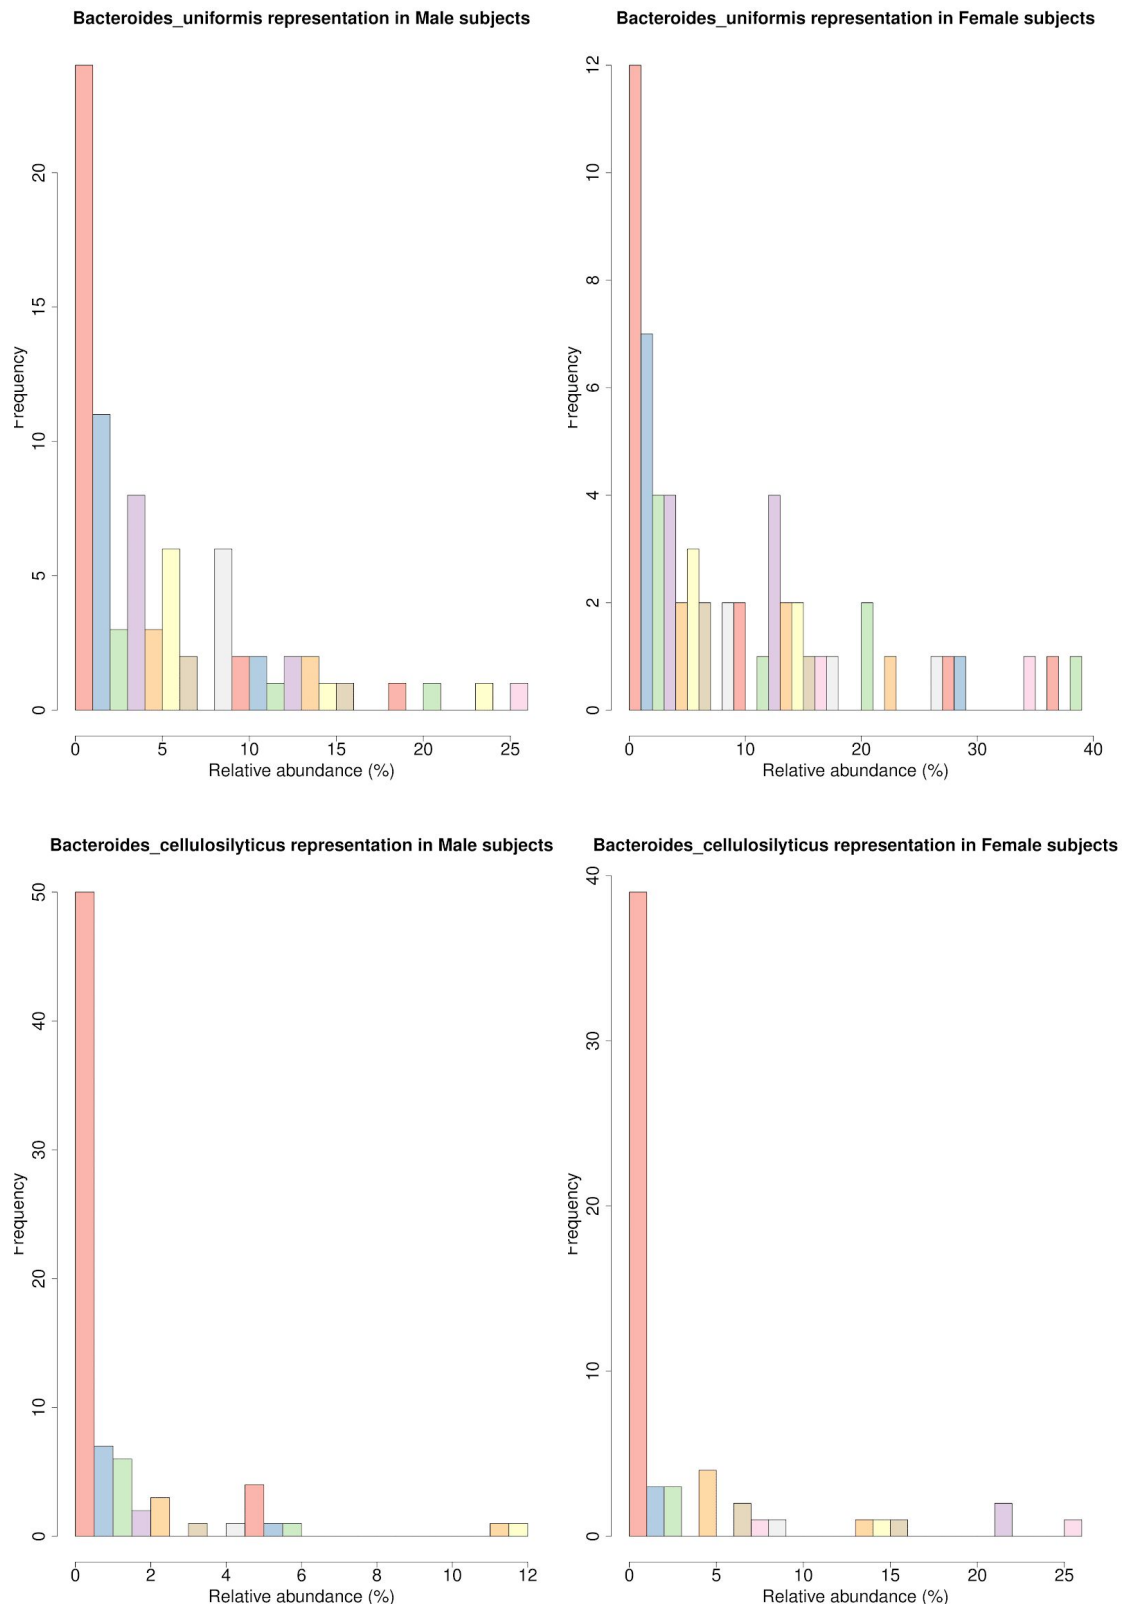 Bacteroides_uniformis representation in Male subjects
Frequency
0 5 10 15 20
0 5 10 15 20 25
Relative abundance (%)
Bacteroides_uniformis representation in Female subjects
Frequency
0 2 4 6 8 10 12
0 10 20 30 40
Relative abundance (%)
Bacteroides_cellulosilyticus representation in Male subjects
Frequency
0 10 20 30 40 50
0 2 4 6 8 10 12
Relative abundance (%)
Bacteroides_cellulosilyticus representation in Female subjects
Frequency
0 10 20 30 40
0 5 10 15 20 25
Relative abundance (%)